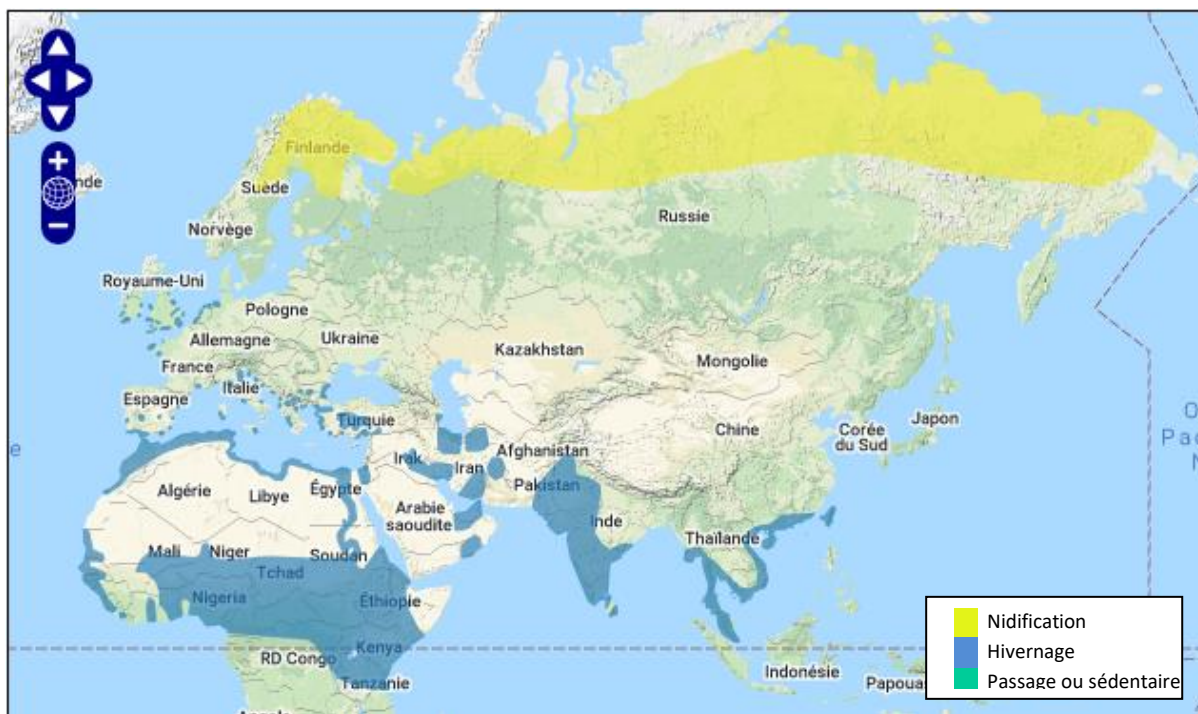 Finlande
nde
Suède
Norvège
Russie
Royaume-Uni
Pologne
Allemagne
Ukraine
France
Kazakhstan
Mongolie
Italie
Espagne
Turquie
Chine
Corée
du Sud
Japon
O
Pac
N
e
Irak
Iran
Afghanistan
Algérie
Libye
Égypte
Pakistan
Arabie
saoudite
Inde
Mali
Niger
Soudan
Thaïlande
Tchad
Nigeria
Éthiopie
Kenya
RD Congo
Tanzanie
Indonésie
Papouas
Nidification
Hivernage
Passage ou sédentaire